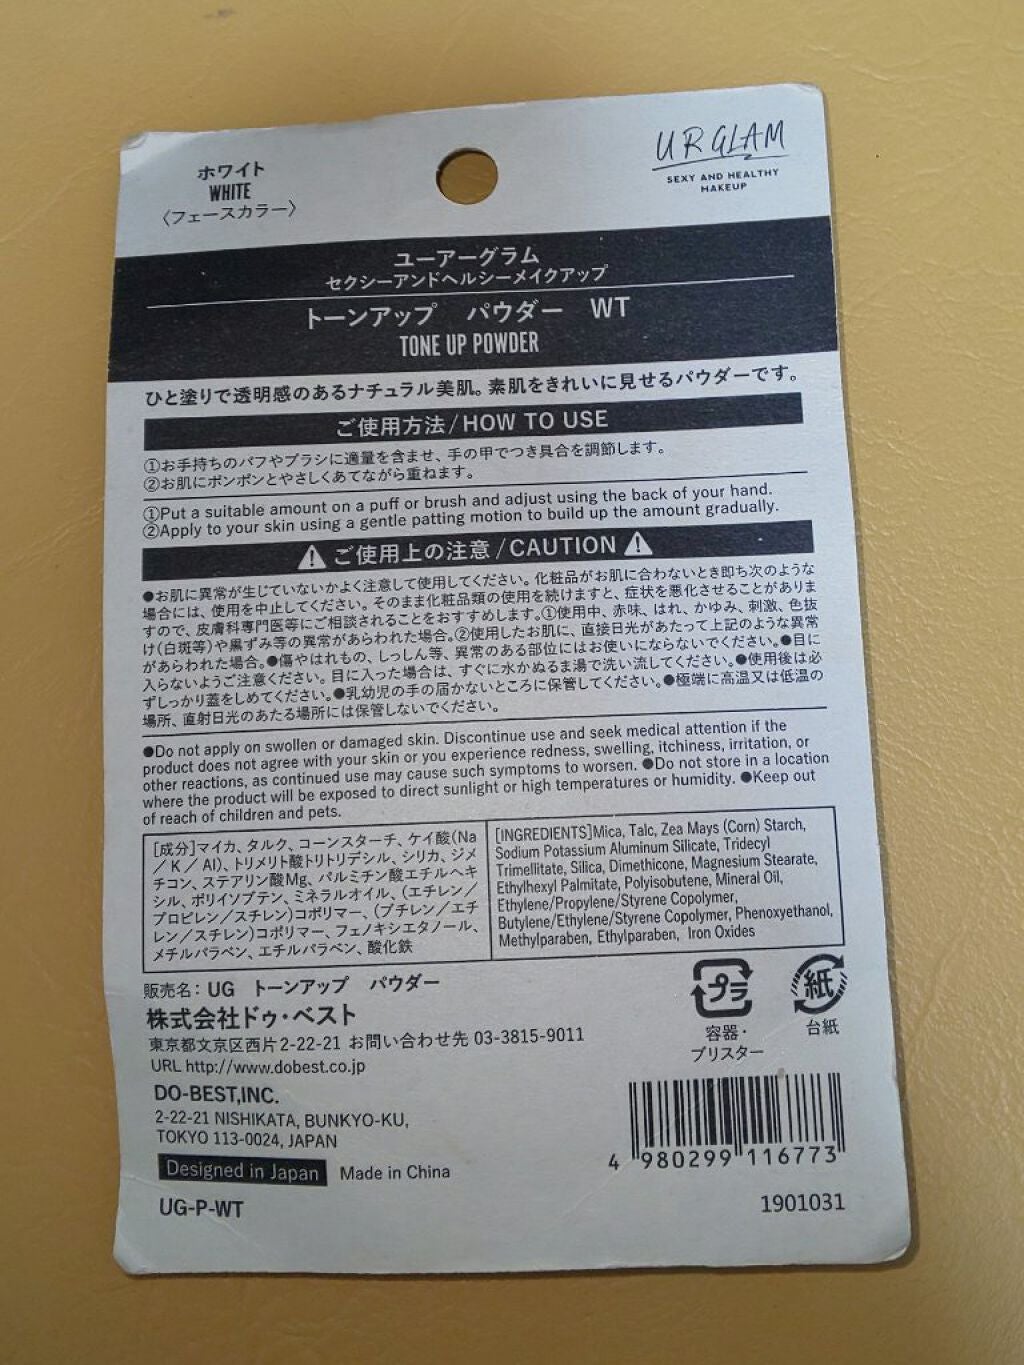 ホワイト
WHITE
〈フェースカラー〉
UR GLAM
SEXY AND HEALTHY
MAKEUP
ユーアーグラム
セクシーアンドヘルシーメイクアップ
トーンアップ パウダー WT
TONE UP POWDER
ひと塗りで透明感のあるナチュラル美肌。素肌をきれいに見せるパウダーです。
ご使用方法/HOW TO USE
①お手持ちのパフやブラシに適量を含ませ、手の甲でつき具合を調節します。
②お肌にポンポンとやさしくあてながら重ねます。
①Put a suitable amount on a puff or brush and adjust using the back of your hand.
②Apply to your skin using a gentle patting motion to build up the amount gradually.
ご使用上の注意/CAUTION
●お肌に異常が生じていないかよく注意して使用してください。化粧品がお肌に合わないとき即ち次のような
場合には、使用を中止してください。そのまま化粧品類の使用を続けますと、症状を悪化させることがありま
すので、皮膚科専門医等にご相談されることをおすすめします。①使用中、赤味、はれ、かゆみ、刺激、色抜
け(白斑等)や黒ずみ等の異常があらわれた場合。②使用したお肌に、直接日光があたって上記のような異常
があらわれた場合。●傷やはれもの、しっしん等、異常のある部位にはお使いにならないでください。●目に
入らないようご注意ください。目に入った場合は、すぐに水かぬるま湯で洗い流してください。●使用後は必
ずしっかり蓋をしめてください。●乳幼児の手の届かないところに保管してください。●極端に高温又は低温の
場所、直射日光のあたる場所には保管しないでください。
●Do not apply on swollen or damaged skin. Discontinue use and seek medical attention if the
product does not agree with your skin or you experience redness, swelling, itchiness, irritation, or
other reactions, as continued use may cause such symptoms to worsen. ●Do not store in a location
where the product will be exposed to direct sunlight or high temperatures or humidity. ●Keep out
of reach of children and pets.
[成分]マイカ、タルク、コーンスターチ、ケイ酸(Na
／K／Al)、トリメリト酸トリトリデシル、シリカ、ジメ
チコン、ステアリン酸Mg、パルミチン酸エチルヘキ
シル、ポリイソブテン、ミネラルオイル、(エチレン／
プロピレン／スチレン)コポリマー、(ブチレン／エチ
レン／スチレン)コポリマー、フェノキシエタノール、
メチルパラベン、エチルパラベン、酸化鉄
[INGREDIENTS]Mica, Talc, Zea Mays (Corn) Starch,
Sodium Potassium Aluminum Silicate, Tridecyl
Trimellitate, Silica, Dimethicone, Magnesium Stearate,
Ethylhexyl Palmitate, Polyisobutene, Mineral Oil,
Ethylene/Propylene/Styrene Copolymer,
Butylene/Ethylene/Styrene Copolymer, Phenoxyethanol,
Methylparaben, Ethylparaben, Iron Oxides
販売名：UG トーンアップ パウダー
株式会社ドゥ・ベスト
東京都文京区西片2-22-21 お問い合わせ先 03-3815-9011
URL http://www.dobest.co.jp
DO-BEST,INC.
2-22-21 NISHIKATA, BUNKYO-KU,
TOKYO 113-0024, JAPAN
Designed in Japan Made in China
UG-P-WT
プラ
容器・
ブリスター
紙
台紙
4 980299 116773
1901031